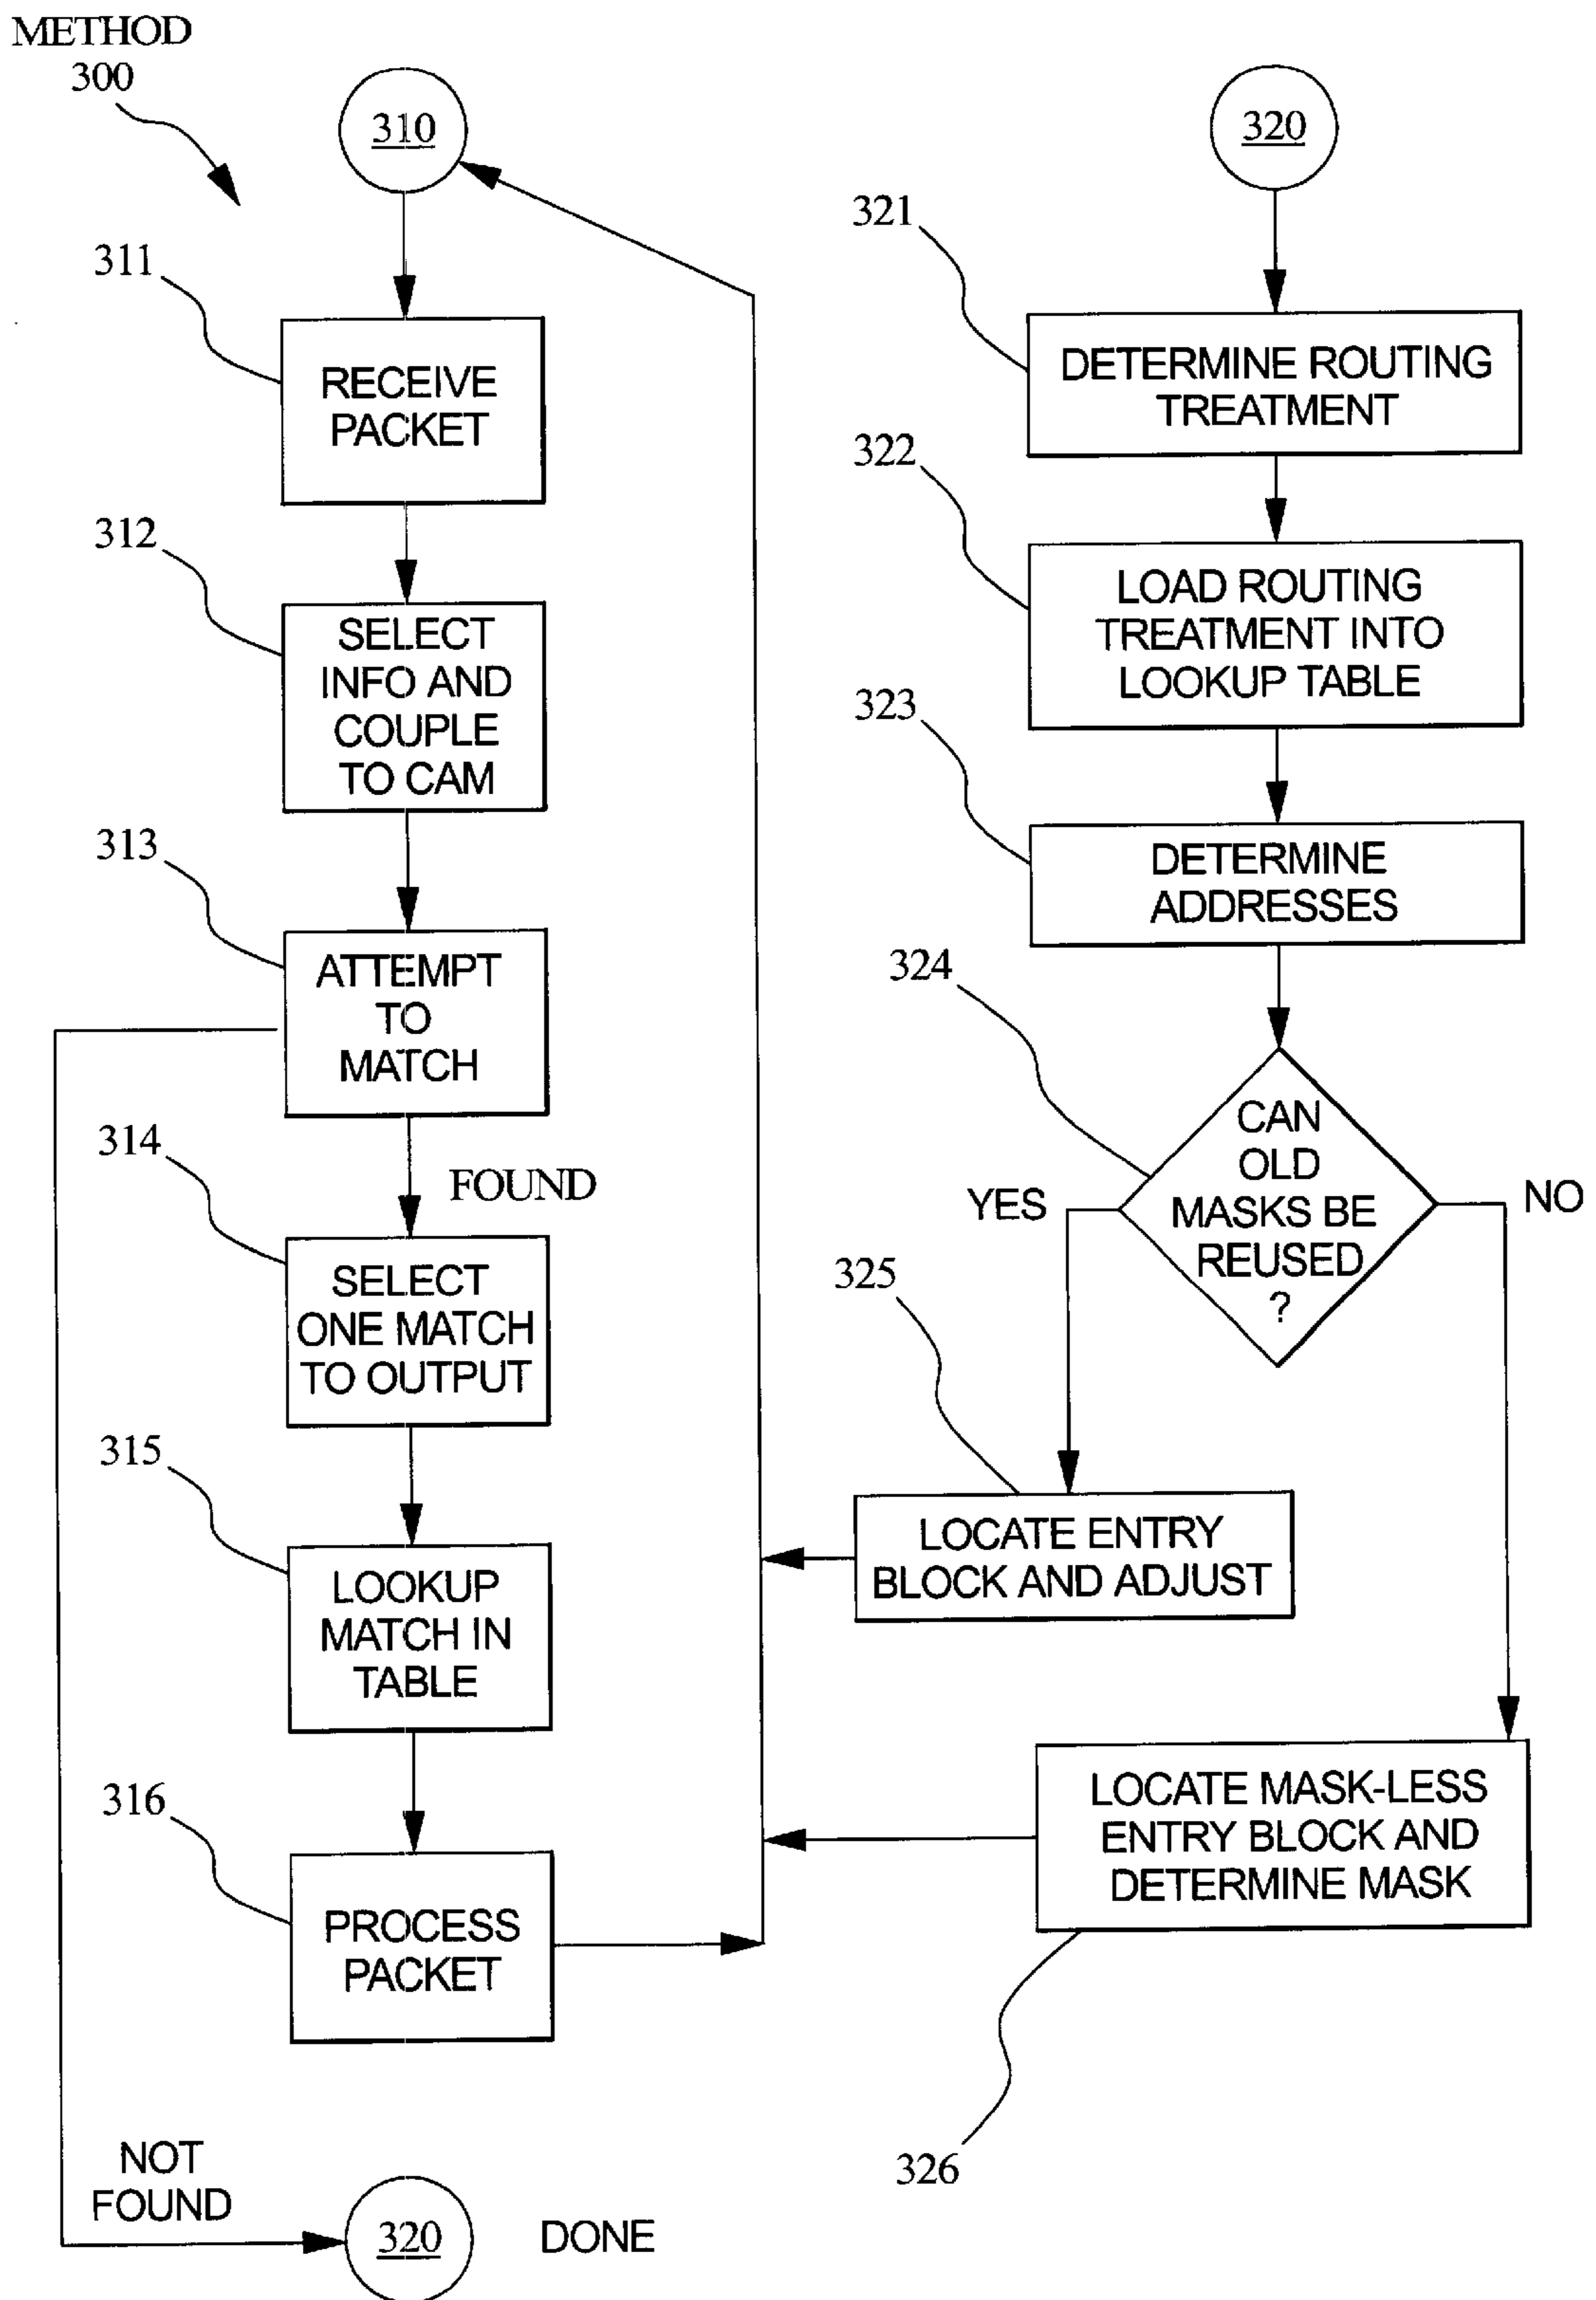 METHOD
300
310
311
RECEIVE
PACKET
312
SELECT
INFO AND
COUPLE
TO CAM
313
ATTEMPT
TO
MATCH
FOUND
314
SELECT
ONE MATCH
TO OUTPUT
315
LOOKUP
MATCH IN
TABLE
316
PROCESS
PACKET
NOT
FOUND
320
DONE
320
321
DETERMINE ROUTING
TREATMENT
322
LOAD ROUTING
TREATMENT INTO
LOOKUP TABLE
323
DETERMINE
ADDRESSES
324
CAN
OLD
MASKS BE
REUSED
?
YES
NO
325
LOCATE ENTRY
BLOCK AND ADJUST
LOCATE MASK-LESS
ENTRY BLOCK AND
DETERMINE MASK
326